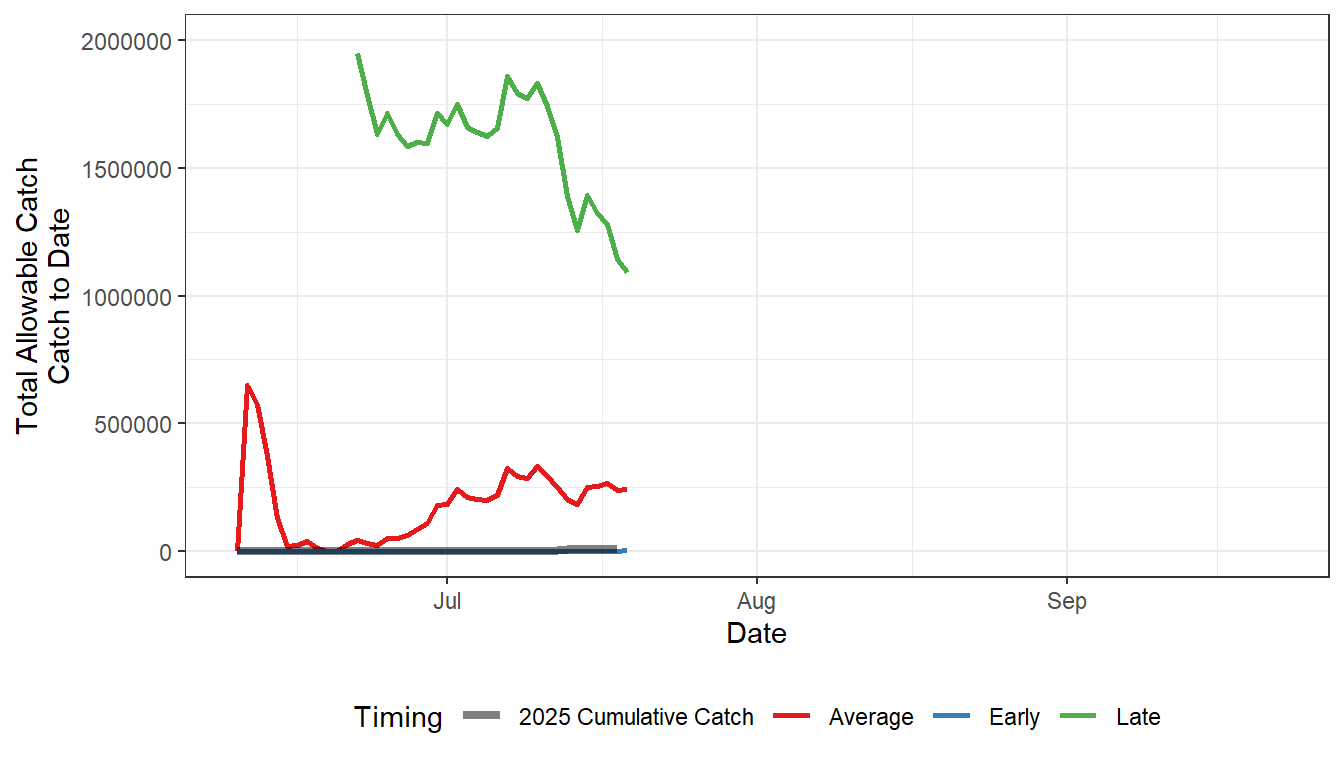 Total Allowable Catch
Catch to Date
2000000
1500000
1000000
500000
0
Jul Aug Sep
Date
Timing 2025 Cumulative Catch Average Early Late